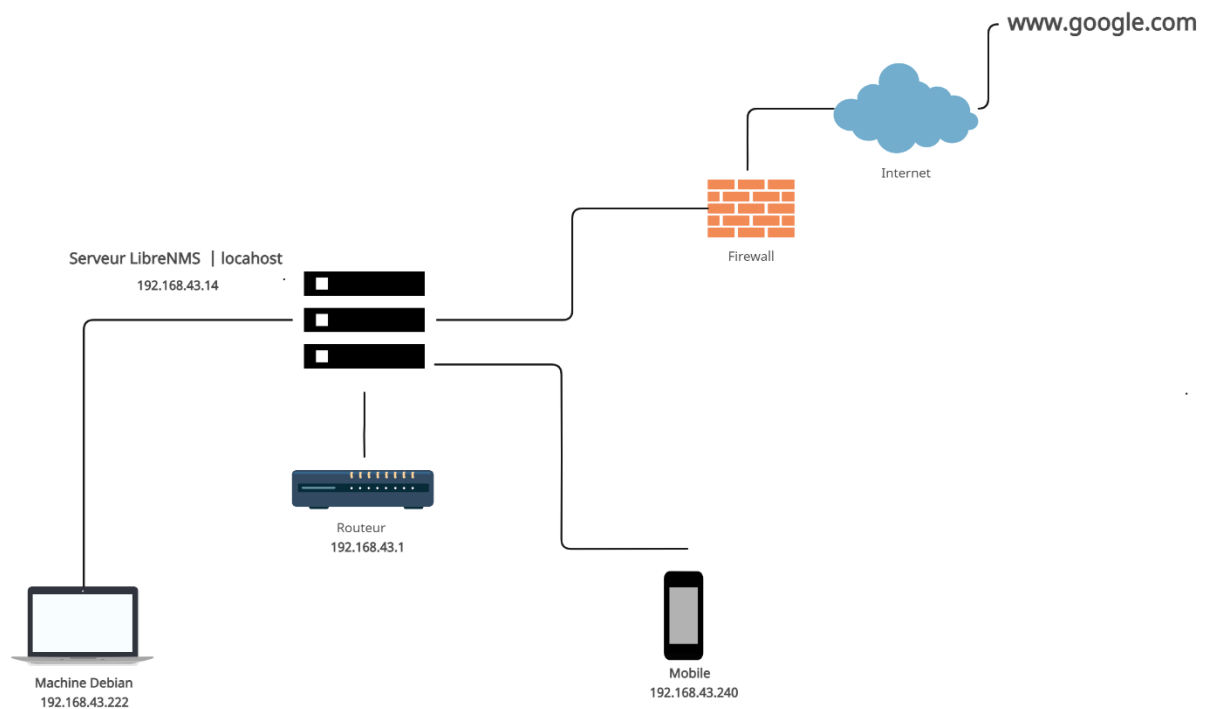 www.google.com
Internet
Firewall
Serveur LibreNMS | locahost
192.168.43.14
Routeur
192.168.43.1
Mobile
192.168.43.240
Machine Debian
192.168.43.222